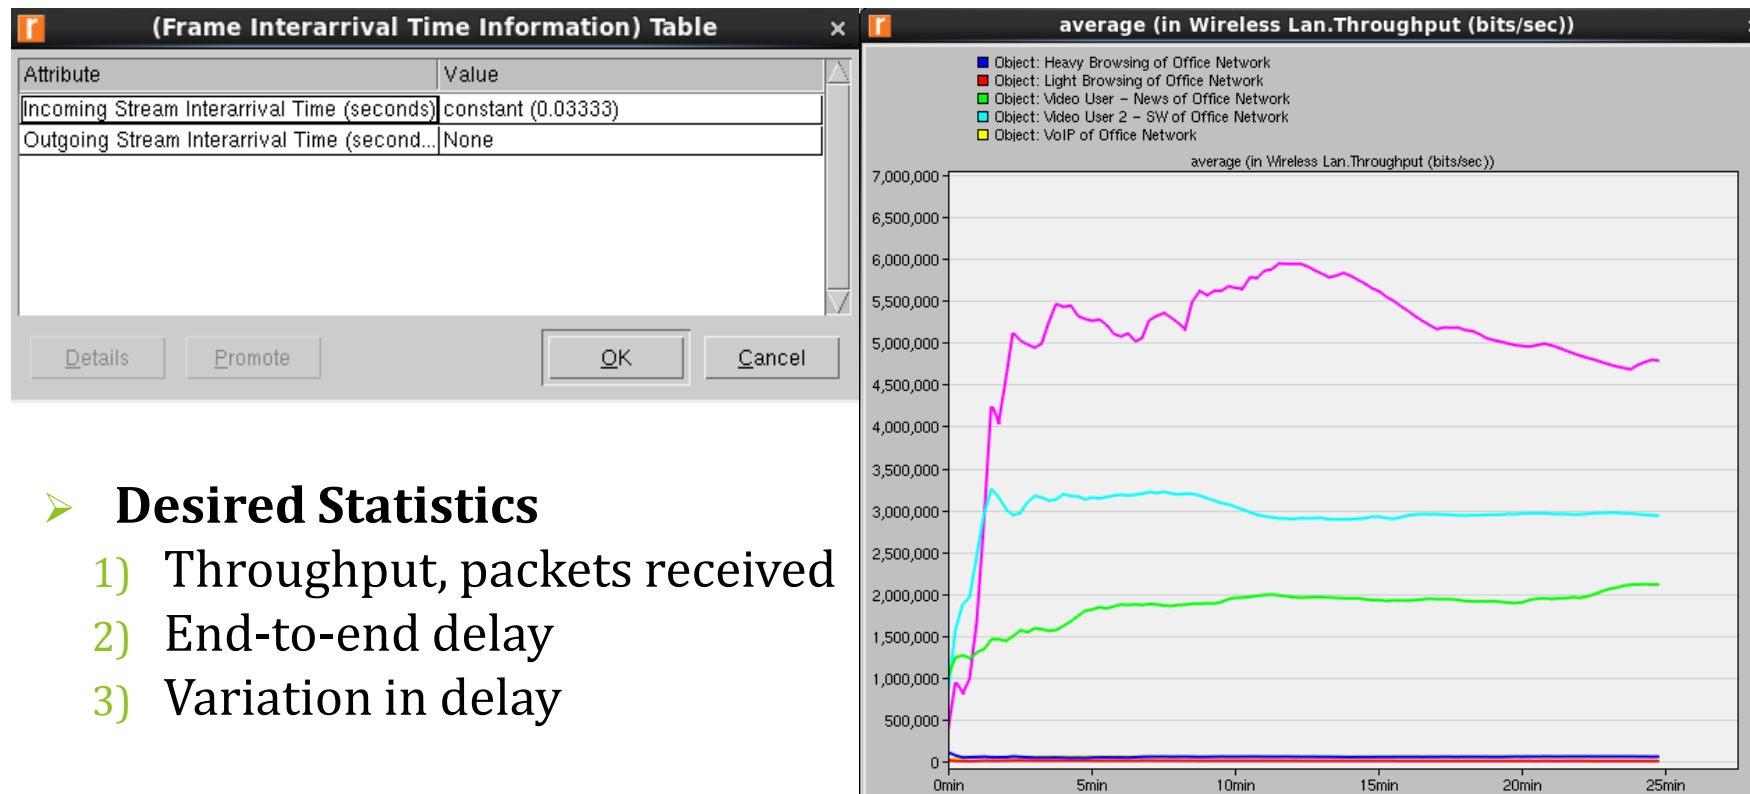 (Frame Interarrival Time Information) Table
Attribute
Value
Incoming Stream Interarrival Time (seconds)
constant (0.03333)
Outgoing Stream Interarrival Time (second...
None
Details
Promote
OK
Cancel
➢ Desired Statistics
1) Throughput, packets received
2) End-to-end delay
3) Variation in delay
average (in Wireless Lan.Throughput (bits/sec))
Object: Heavy Browsing of Office Network
Object: Light Browsing of Office Network
Object: Video User – News of Office Network
Object: Video User 2 – SW of Office Network
Object: VoIP of Office Network
average (in Wireless Lan.Throughput (bits/sec))
7,000,000
6,500,000
6,000,000
5,500,000
5,000,000
4,500,000
4,000,000
3,500,000
3,000,000
2,500,000
2,000,000
1,500,000
1,000,000
500,000
0
0min 5min 10min 15min 20min 25min